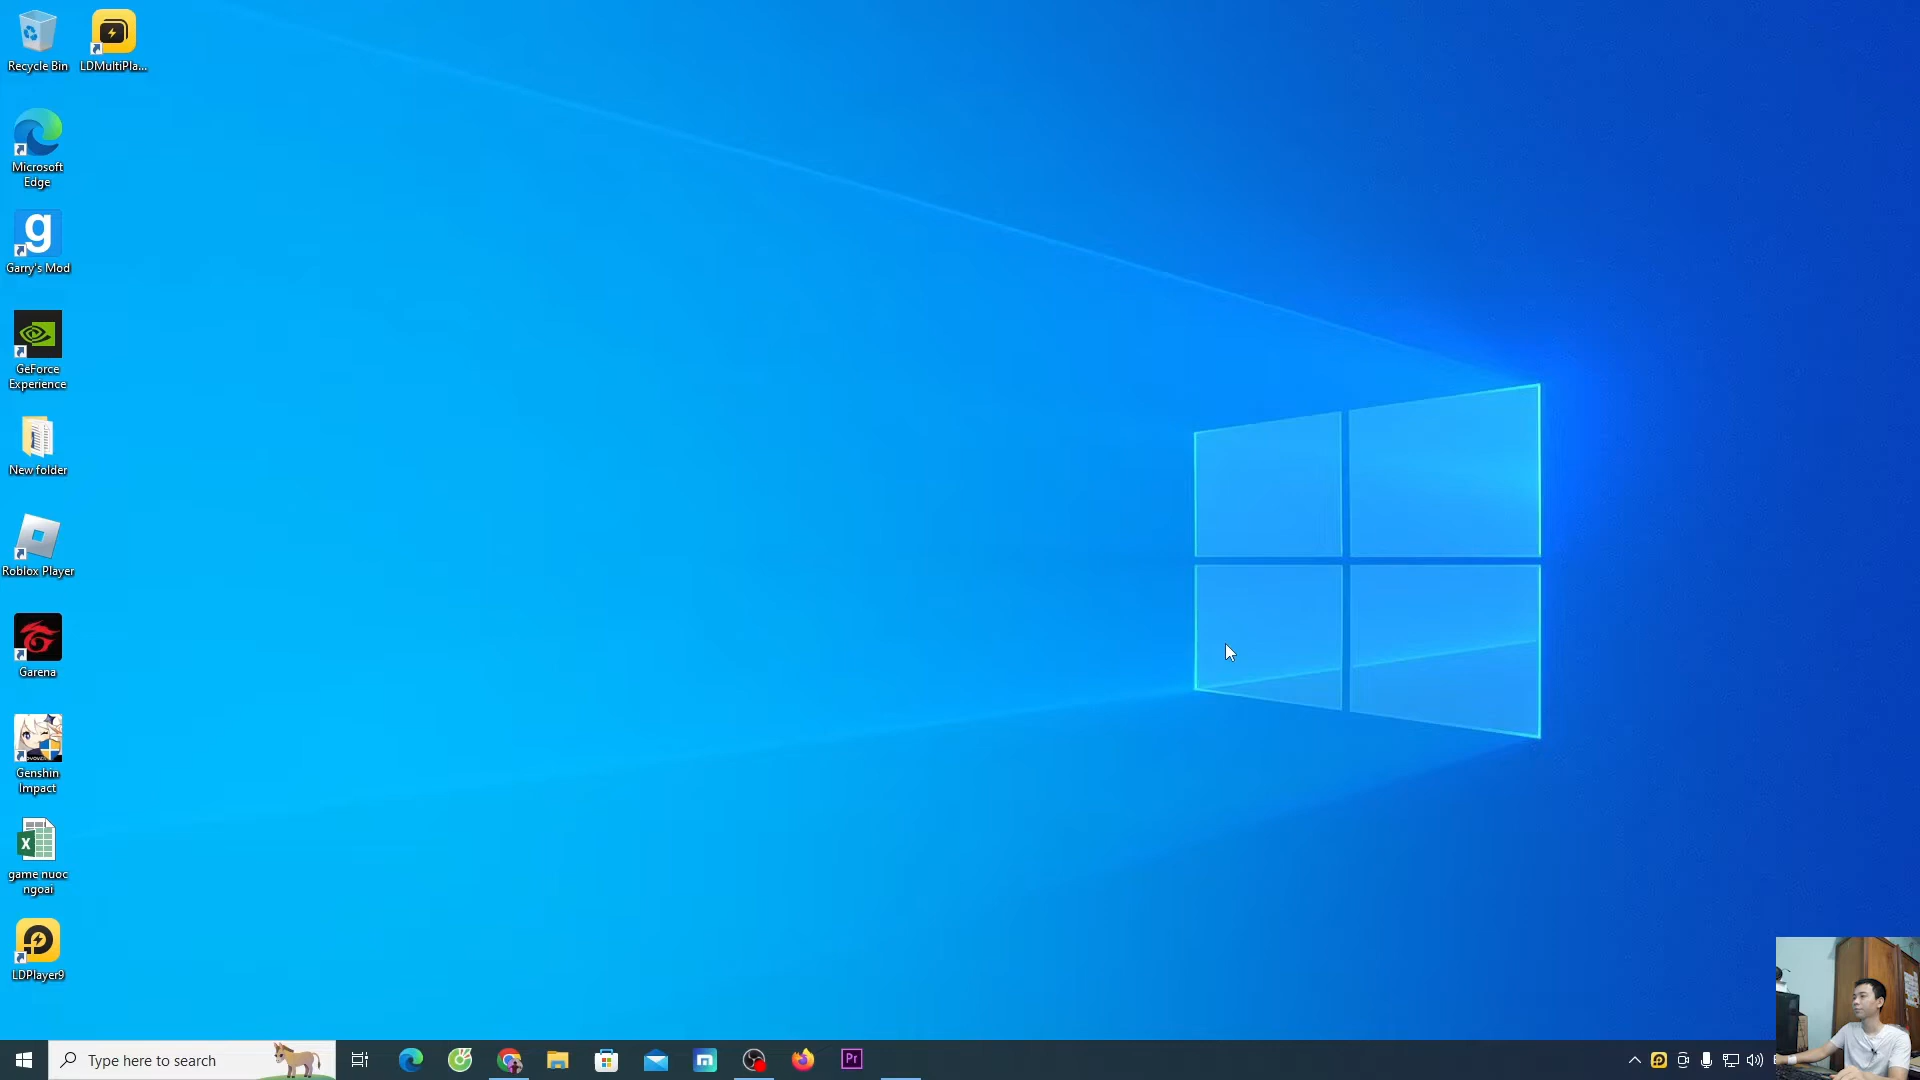 Recycle Bin
LDMultiPla...
Microsoft
Edge
g
Garry's Mod
GeForce
Experience
New folder
Roblox Player
Garena
Genshin
Impact
game nuoc
ngoai
LDPlayer9
Type here to search
Pr